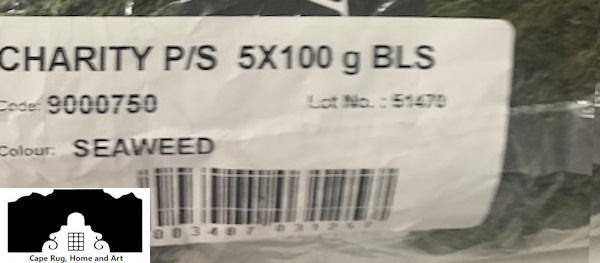 CHARITY P/S 5X100 g BLS
Code: 9000750
Lot No. : 51470
Colour: SEAWEED
Cape Rug, Home and Art